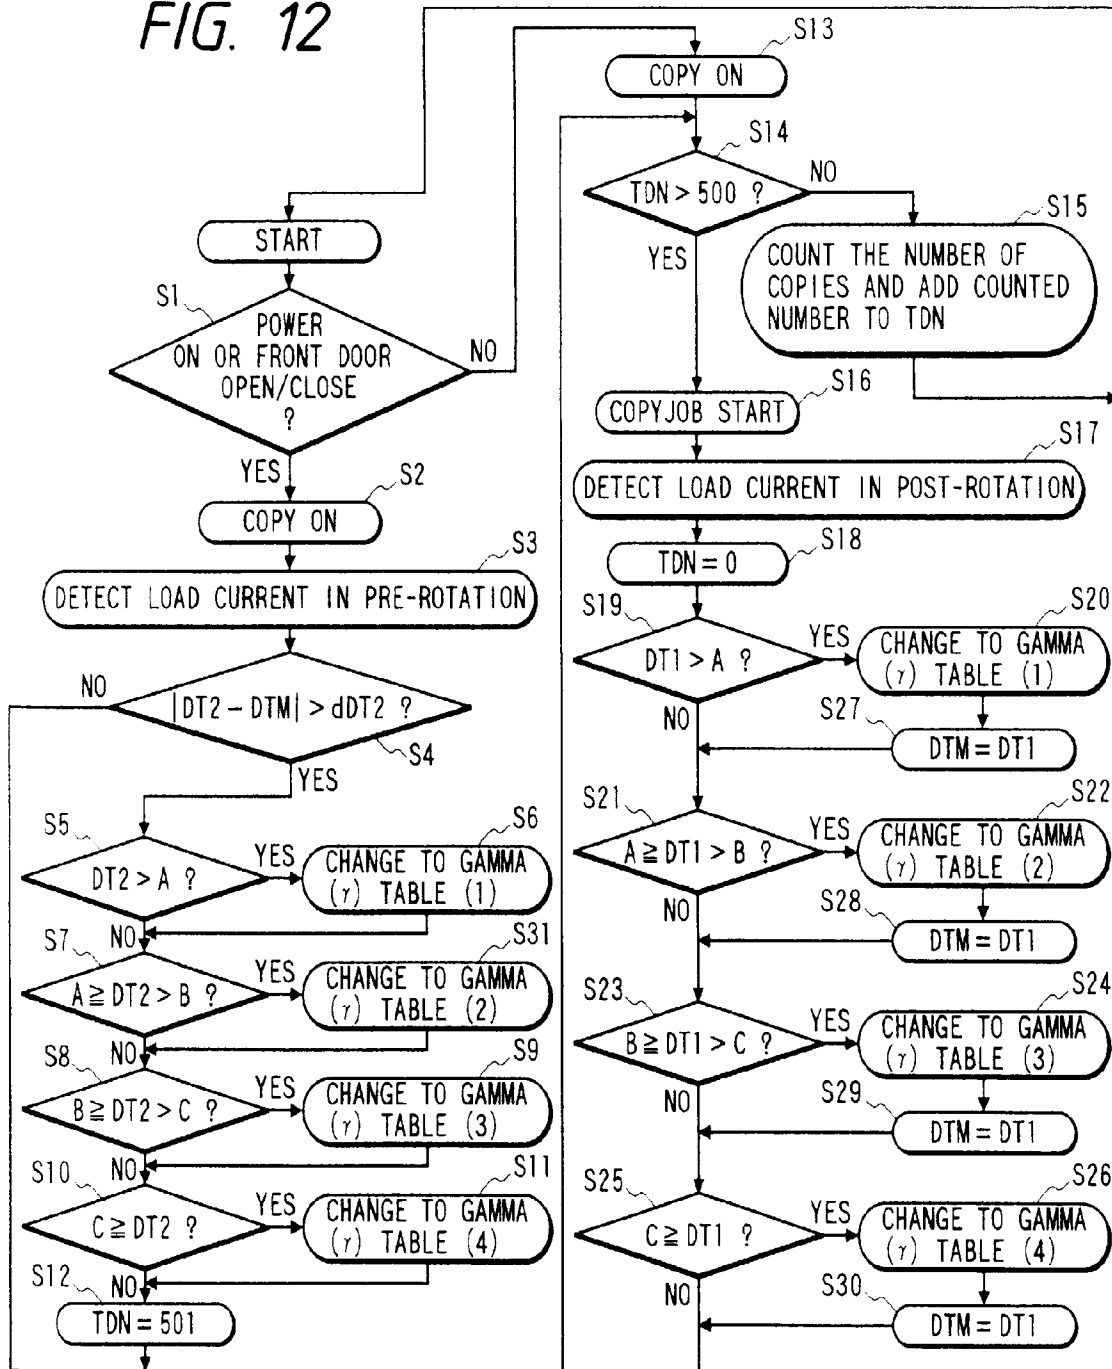 FIG. 12
START
S1
POWER
ON OR FRONT DOOR
OPEN/CLOSE
?
NO
YES
S2
COPY ON
S3
DETECT LOAD CURRENT IN PRE-ROTATION
NO
|DT2-DTM|>dDT2 ?
S4
YES
S5
DT2>A ?
YES
S6
CHANGE TO GAMMA
(γ) TABLE (1)
NO
S7
A≧DT2>B ?
YES
S31
CHANGE TO GAMMA
(γ) TABLE (2)
NO
S8
B≧DT2>C ?
YES
S9
CHANGE TO GAMMA
(γ) TABLE (3)
NO
S10
C≧DT2 ?
YES
S11
CHANGE TO GAMMA
(γ) TABLE (4)
NO
S12
TDN=501
S13
COPY ON
S14
TDN>500 ?
NO
YES
S15
COUNT THE NUMBER OF
COPIES AND ADD COUNTED
NUMBER TO TDN
S16
COPYJOB START
S17
DETECT LOAD CURRENT IN POST-ROTATION
S18
TDN=0
S19
DT1>A ?
YES
S20
CHANGE TO GAMMA
(γ) TABLE (1)
NO
S27
DTM=DT1
S21
A≧DT1>B ?
YES
S22
CHANGE TO GAMMA
(γ) TABLE (2)
NO
S28
DTM=DT1
S23
B≧DT1>C ?
YES
S24
CHANGE TO GAMMA
(γ) TABLE (3)
NO
S29
DTM=DT1
S25
C≧DT1 ?
YES
S26
CHANGE TO GAMMA
(γ) TABLE (4)
NO
S30
DTM=DT1